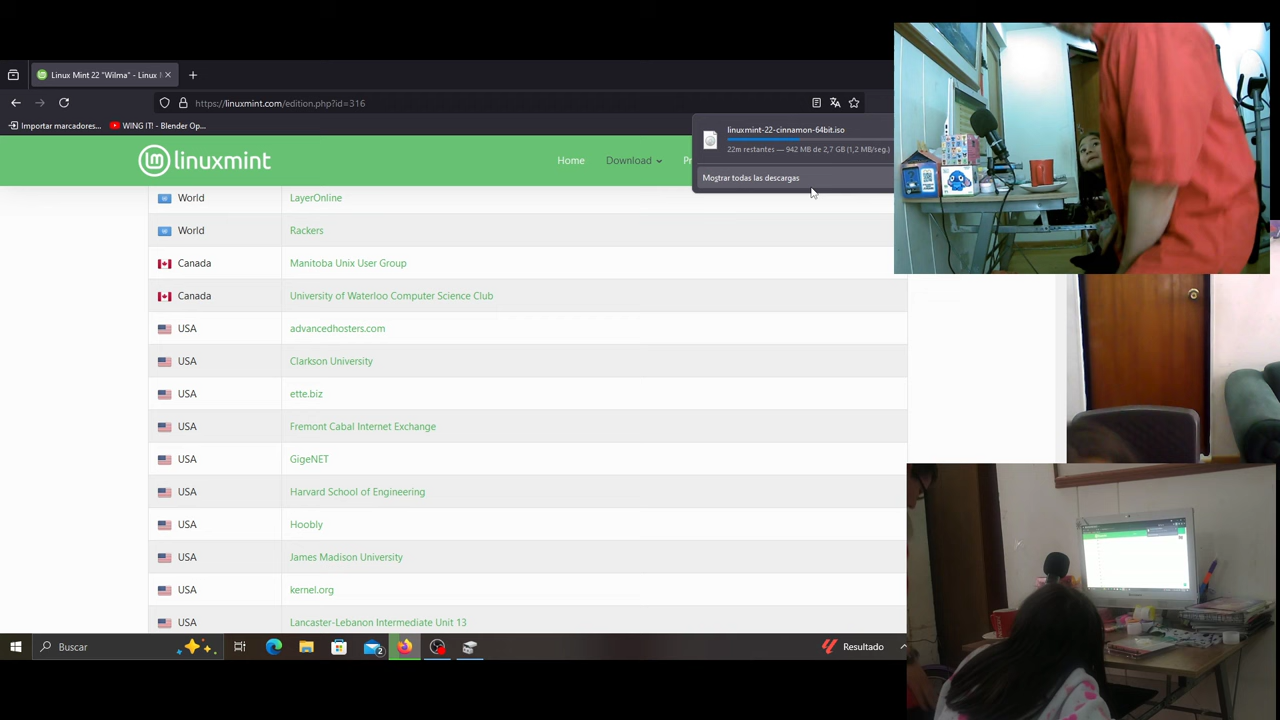 Linux Mint 22 "Wilma" - Linux
https://linuxmint.com/edition.php?id=316
Importar marcadores...
WING IT! - Blender Op...
linuxmint-22-cinnamon-64bit.iso
22m restantes — 942 MB de 2,7 GB (1,2 MB/seg.)
Mostrar todas las descargas
linuxmint
Home
Download
World LayerOnline
World Rackers
Canada Manitoba Unix User Group
Canada University of Waterloo Computer Science Club
USA advancedhosters.com
USA Clarkson University
USA ette.biz
USA Fremont Cabal Internet Exchange
USA GigeNET
USA Harvard School of Engineering
USA Hoobly
USA James Madison University
USA kernel.org
USA Lancaster-Lebanon Intermediate Unit 13
Buscar
2
Resultado